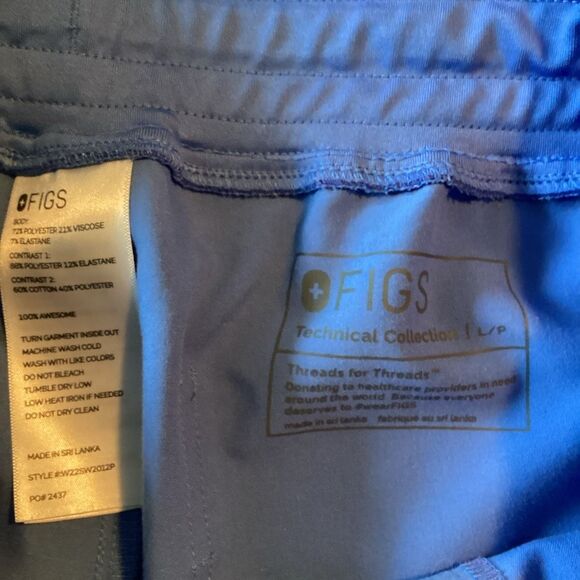 FIGS
BODY:
72% POLYESTER 21% VISCOSE
7% ELASTANE
CONTRAST 1:
88% POLYESTER 12% ELASTANE
CONTRAST 2:
60% COTTON 40% POLYESTER
100% AWESOME
TURN GARMENT INSIDE OUT
MACHINE WASH COLD
WASH WITH LIKE COLORS
DO NOT BLEACH
TUMBLE DRY LOW
LOW HEAT IRON IF NEEDED
DO NOT DRY CLEAN
MADE IN SRI LANKA
STYLE #:W22SW2012P
PO# 2437
FIGS
Technical Collection | L/P
Threads for Threads™
Donating to healthcare providers in need
around the world. Because everyone
deserves to #wearFIGS
made in sri lanka fabriqué au sri lanka